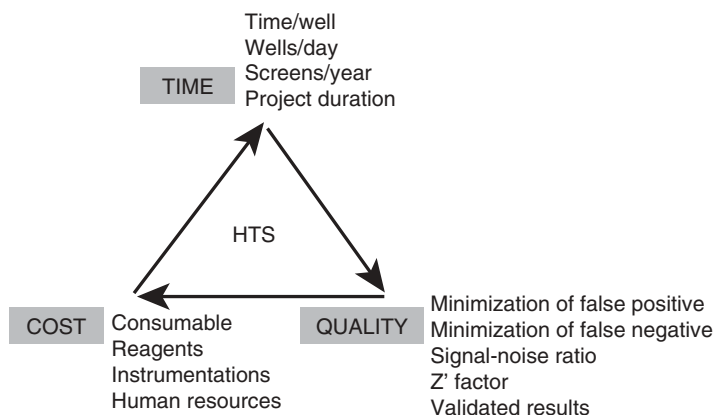 Time/well
Wells/day
Screens/year
Project duration
TIME
HTS
COST
Consumable
Reagents
Instrumentations
Human resources
QUALITY
Minimization of false positive
Minimization of false negative
Signal-noise ratio
Z' factor
Validated results